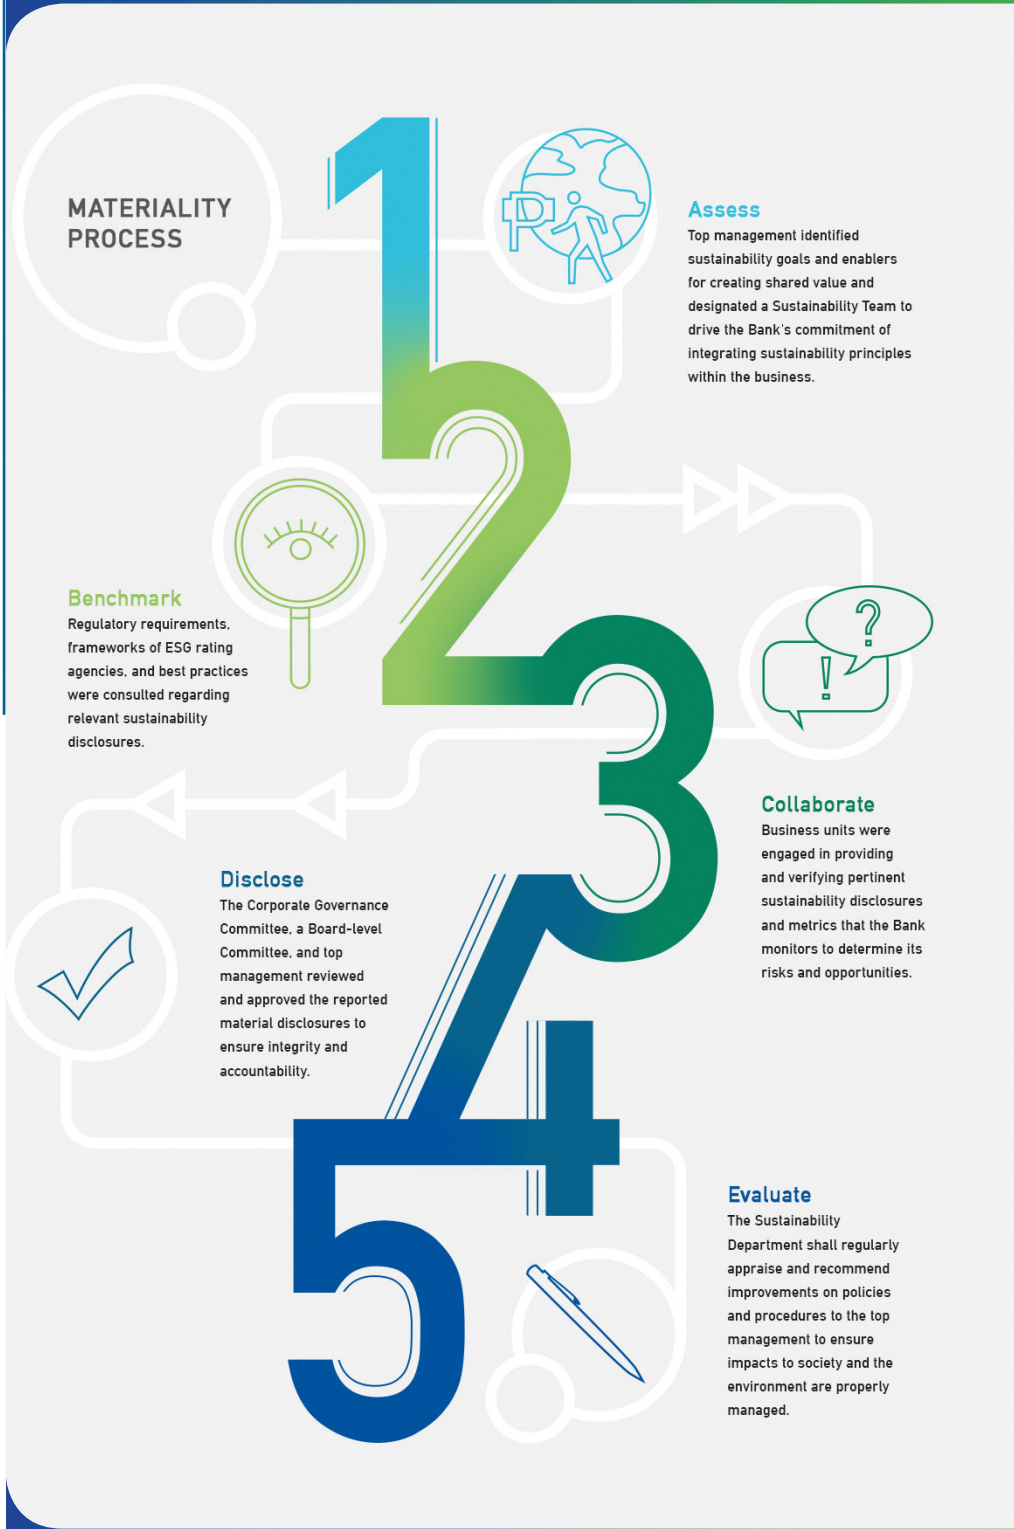 MATERIALITY
PROCESS
1
Assess
Top management identified
sustainability goals and enablers
for creating shared value and
designated a Sustainability Team to
drive the Bank's commitment of
integrating sustainability principles
within the business.
2
Benchmark
Regulatory requirements,
frameworks of ESG rating
agencies, and best practices
were consulted regarding
relevant sustainability
disclosures.
3
?
!
Collaborate
Business units were
engaged in providing
and verifying pertinent
sustainability disclosures
and metrics that the Bank
monitors to determine its
risks and opportunities.
4
Disclose
The Corporate Governance
Committee, a Board-level
Committee, and top
management reviewed
and approved the reported
material disclosures to
ensure integrity and
accountability.
5
Evaluate
The Sustainability
Department shall regularly
appraise and recommend
improvements on policies
and procedures to the top
management to ensure
impacts to society and the
environment are properly
managed.